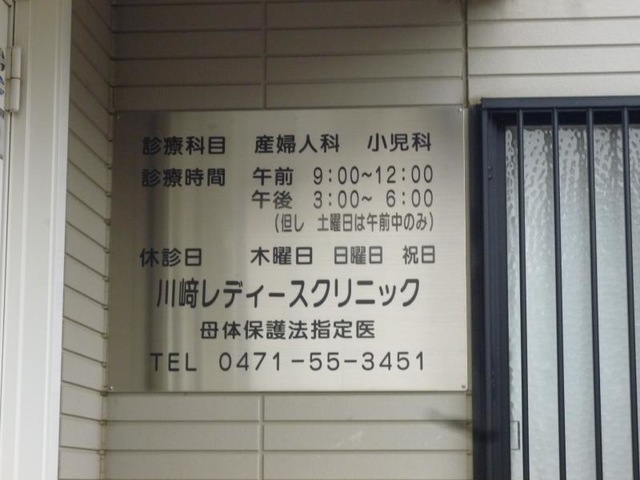 診療科目 産婦人科 小児科
診療時間 午前 9:00~12:00
午後 3:00~ 6:00
(但し 土曜日は午前中のみ)
休診日 木曜日 日曜日 祝日
川﨑レディースクリニック
母体保護法指定医
TEL 0471-55-3451